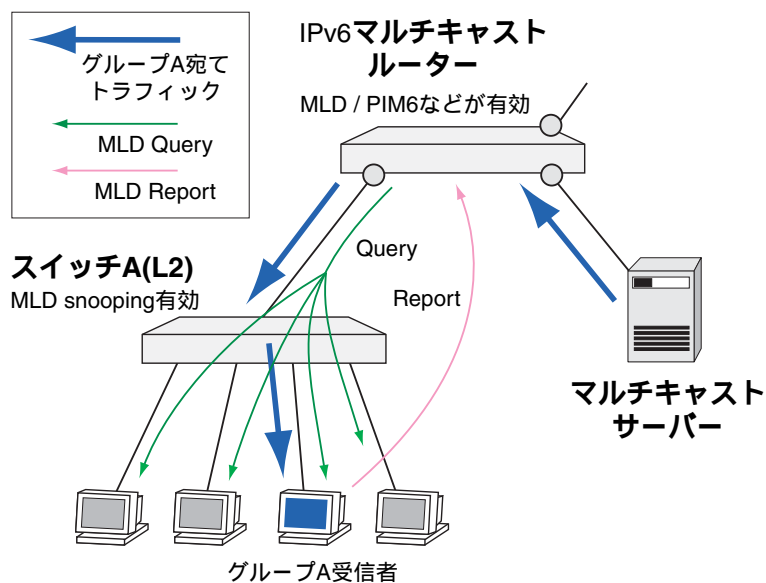 グループA宛て
トラフィック
MLD Query
MLD Report
IPv6マルチキャスト
ルーター
MLD / PIM6などが有効
Query
Report
スイッチA(L2)
MLD snooping有効
マルチキャスト
サーバー
グループA受信者